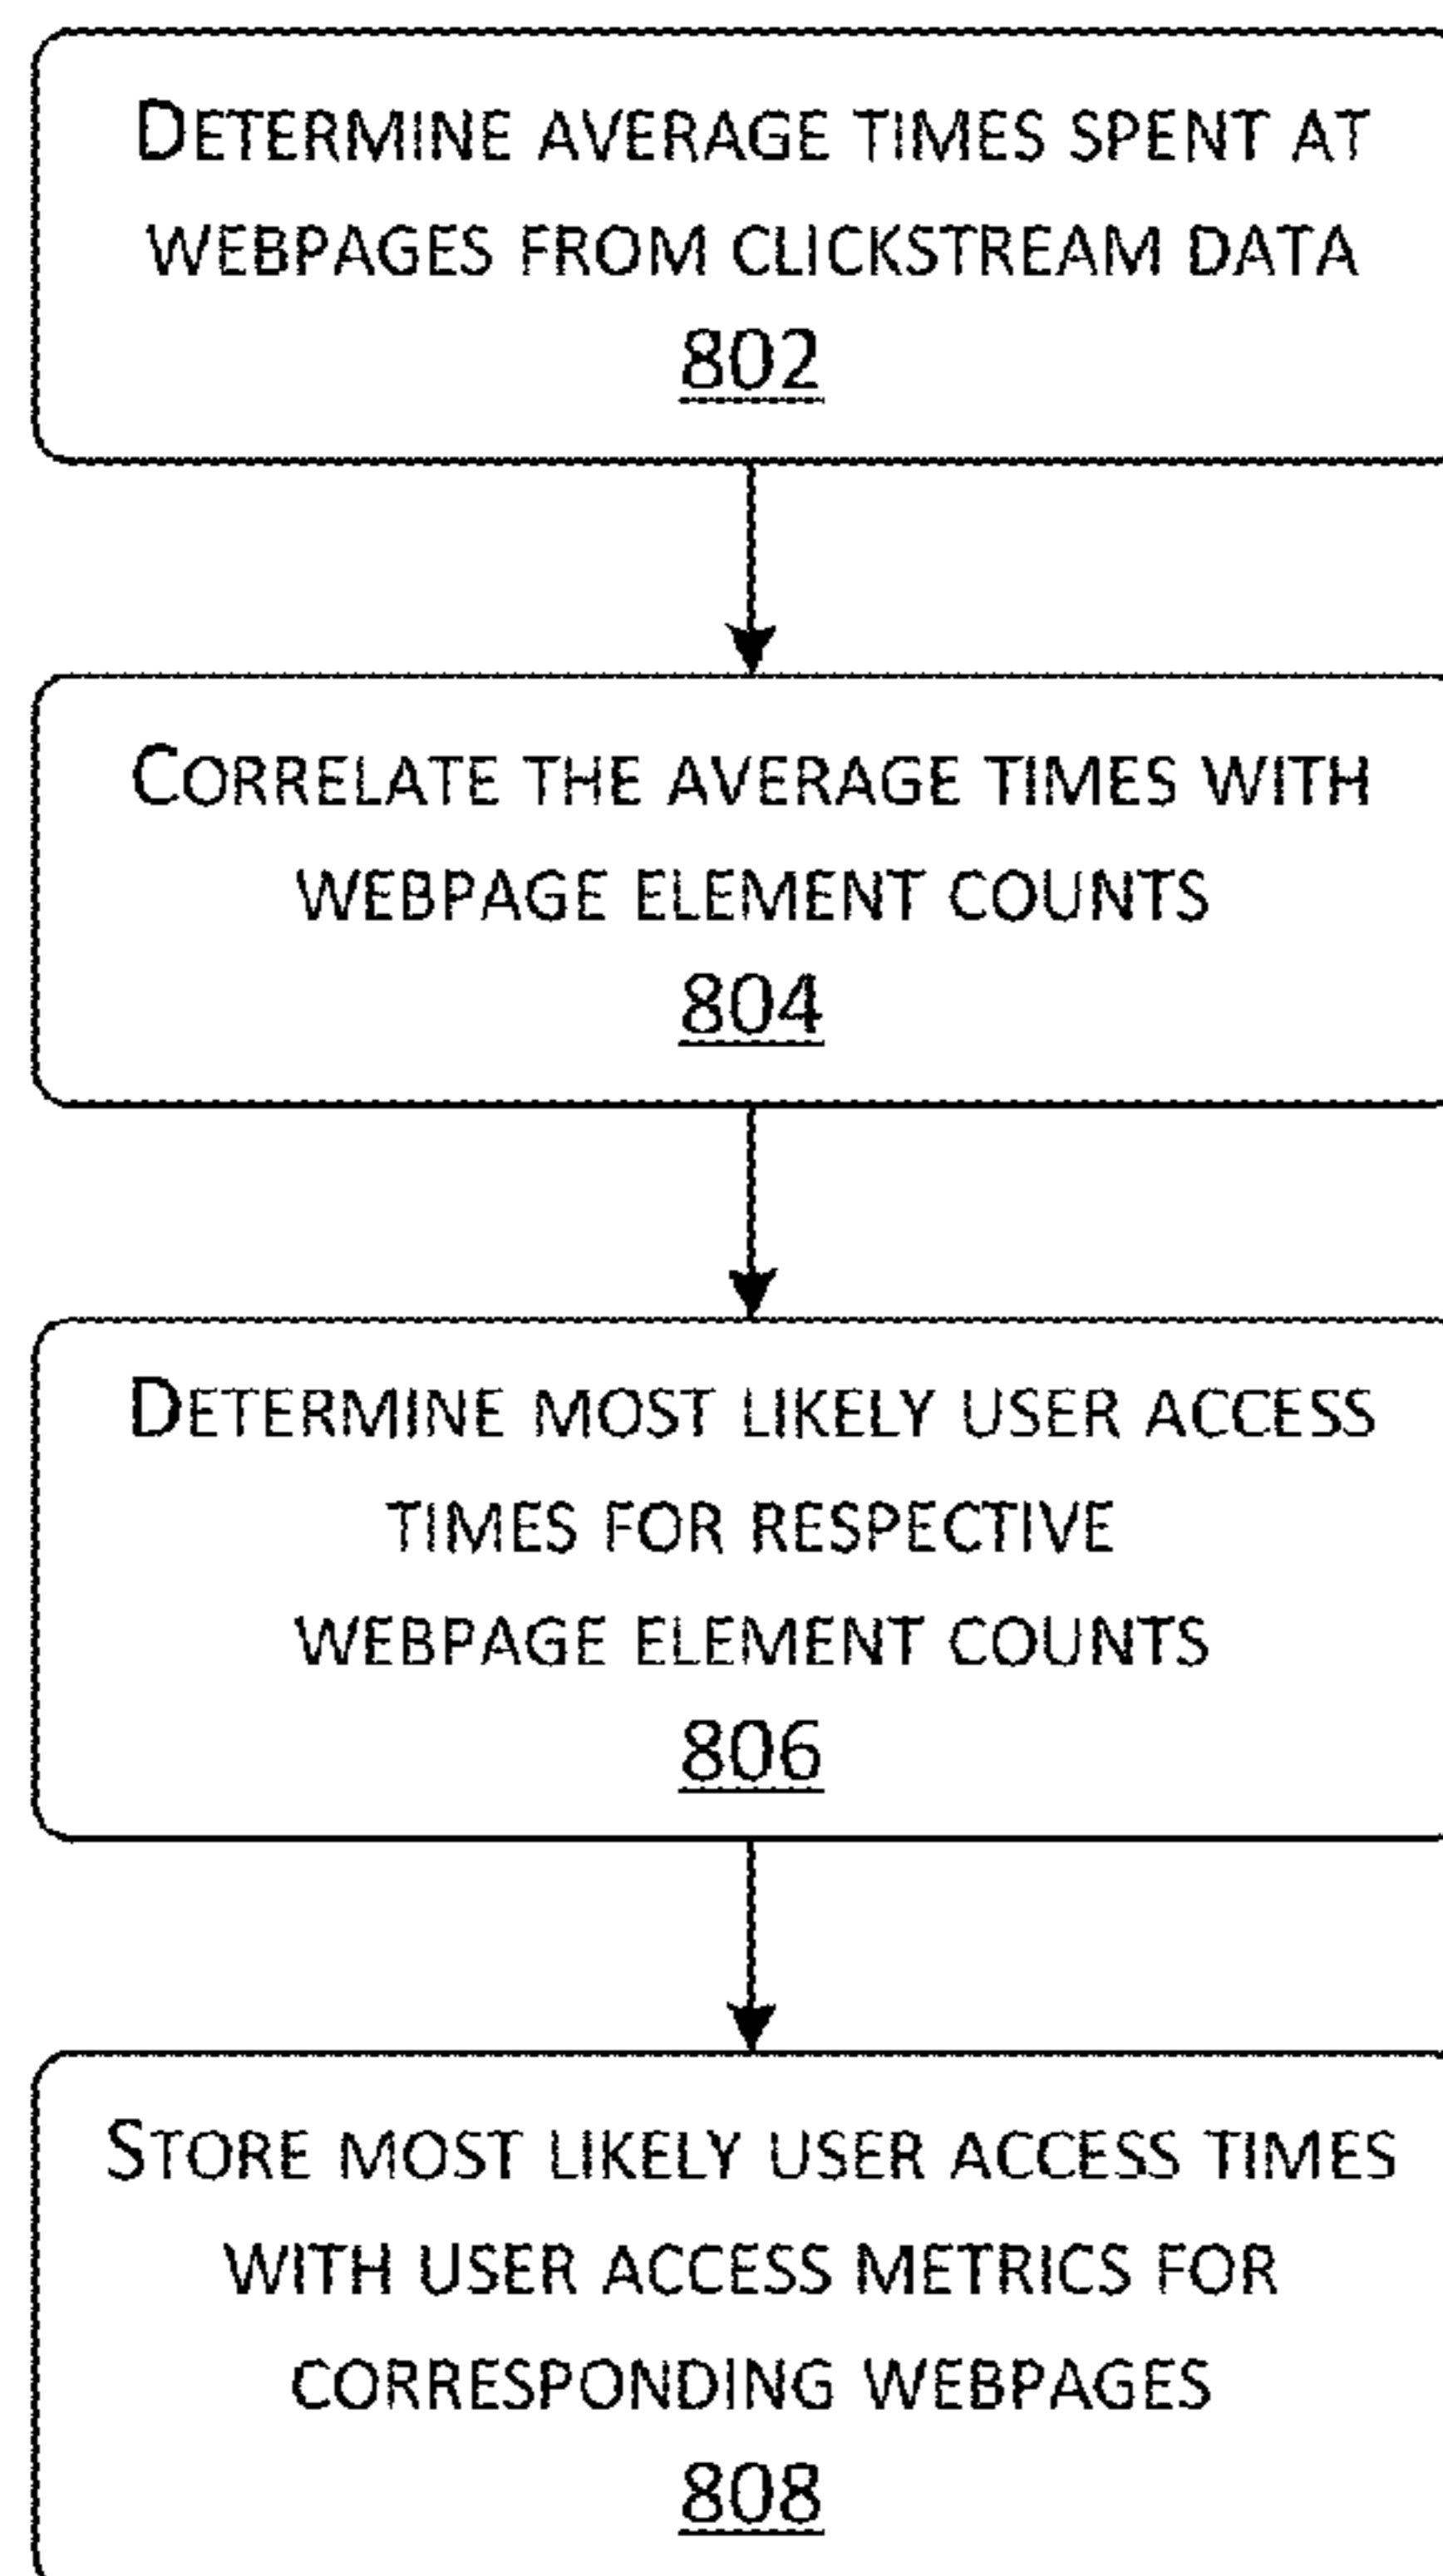 DETERMINE AVERAGE TIMES SPENT AT
WEBPAGES FROM CLICKSTREAM DATA
802
CORRELATE THE AVERAGE TIMES WITH
WEBPAGE ELEMENT COUNTS
804
DETERMINE MOST LIKELY USER ACCESS
TIMES FOR RESPECTIVE
WEBPAGE ELEMENT COUNTS
806
STORE MOST LIKELY USER ACCESS TIMES
WITH USER ACCESS METRICS FOR
CORRESPONDING WEBPAGES
808